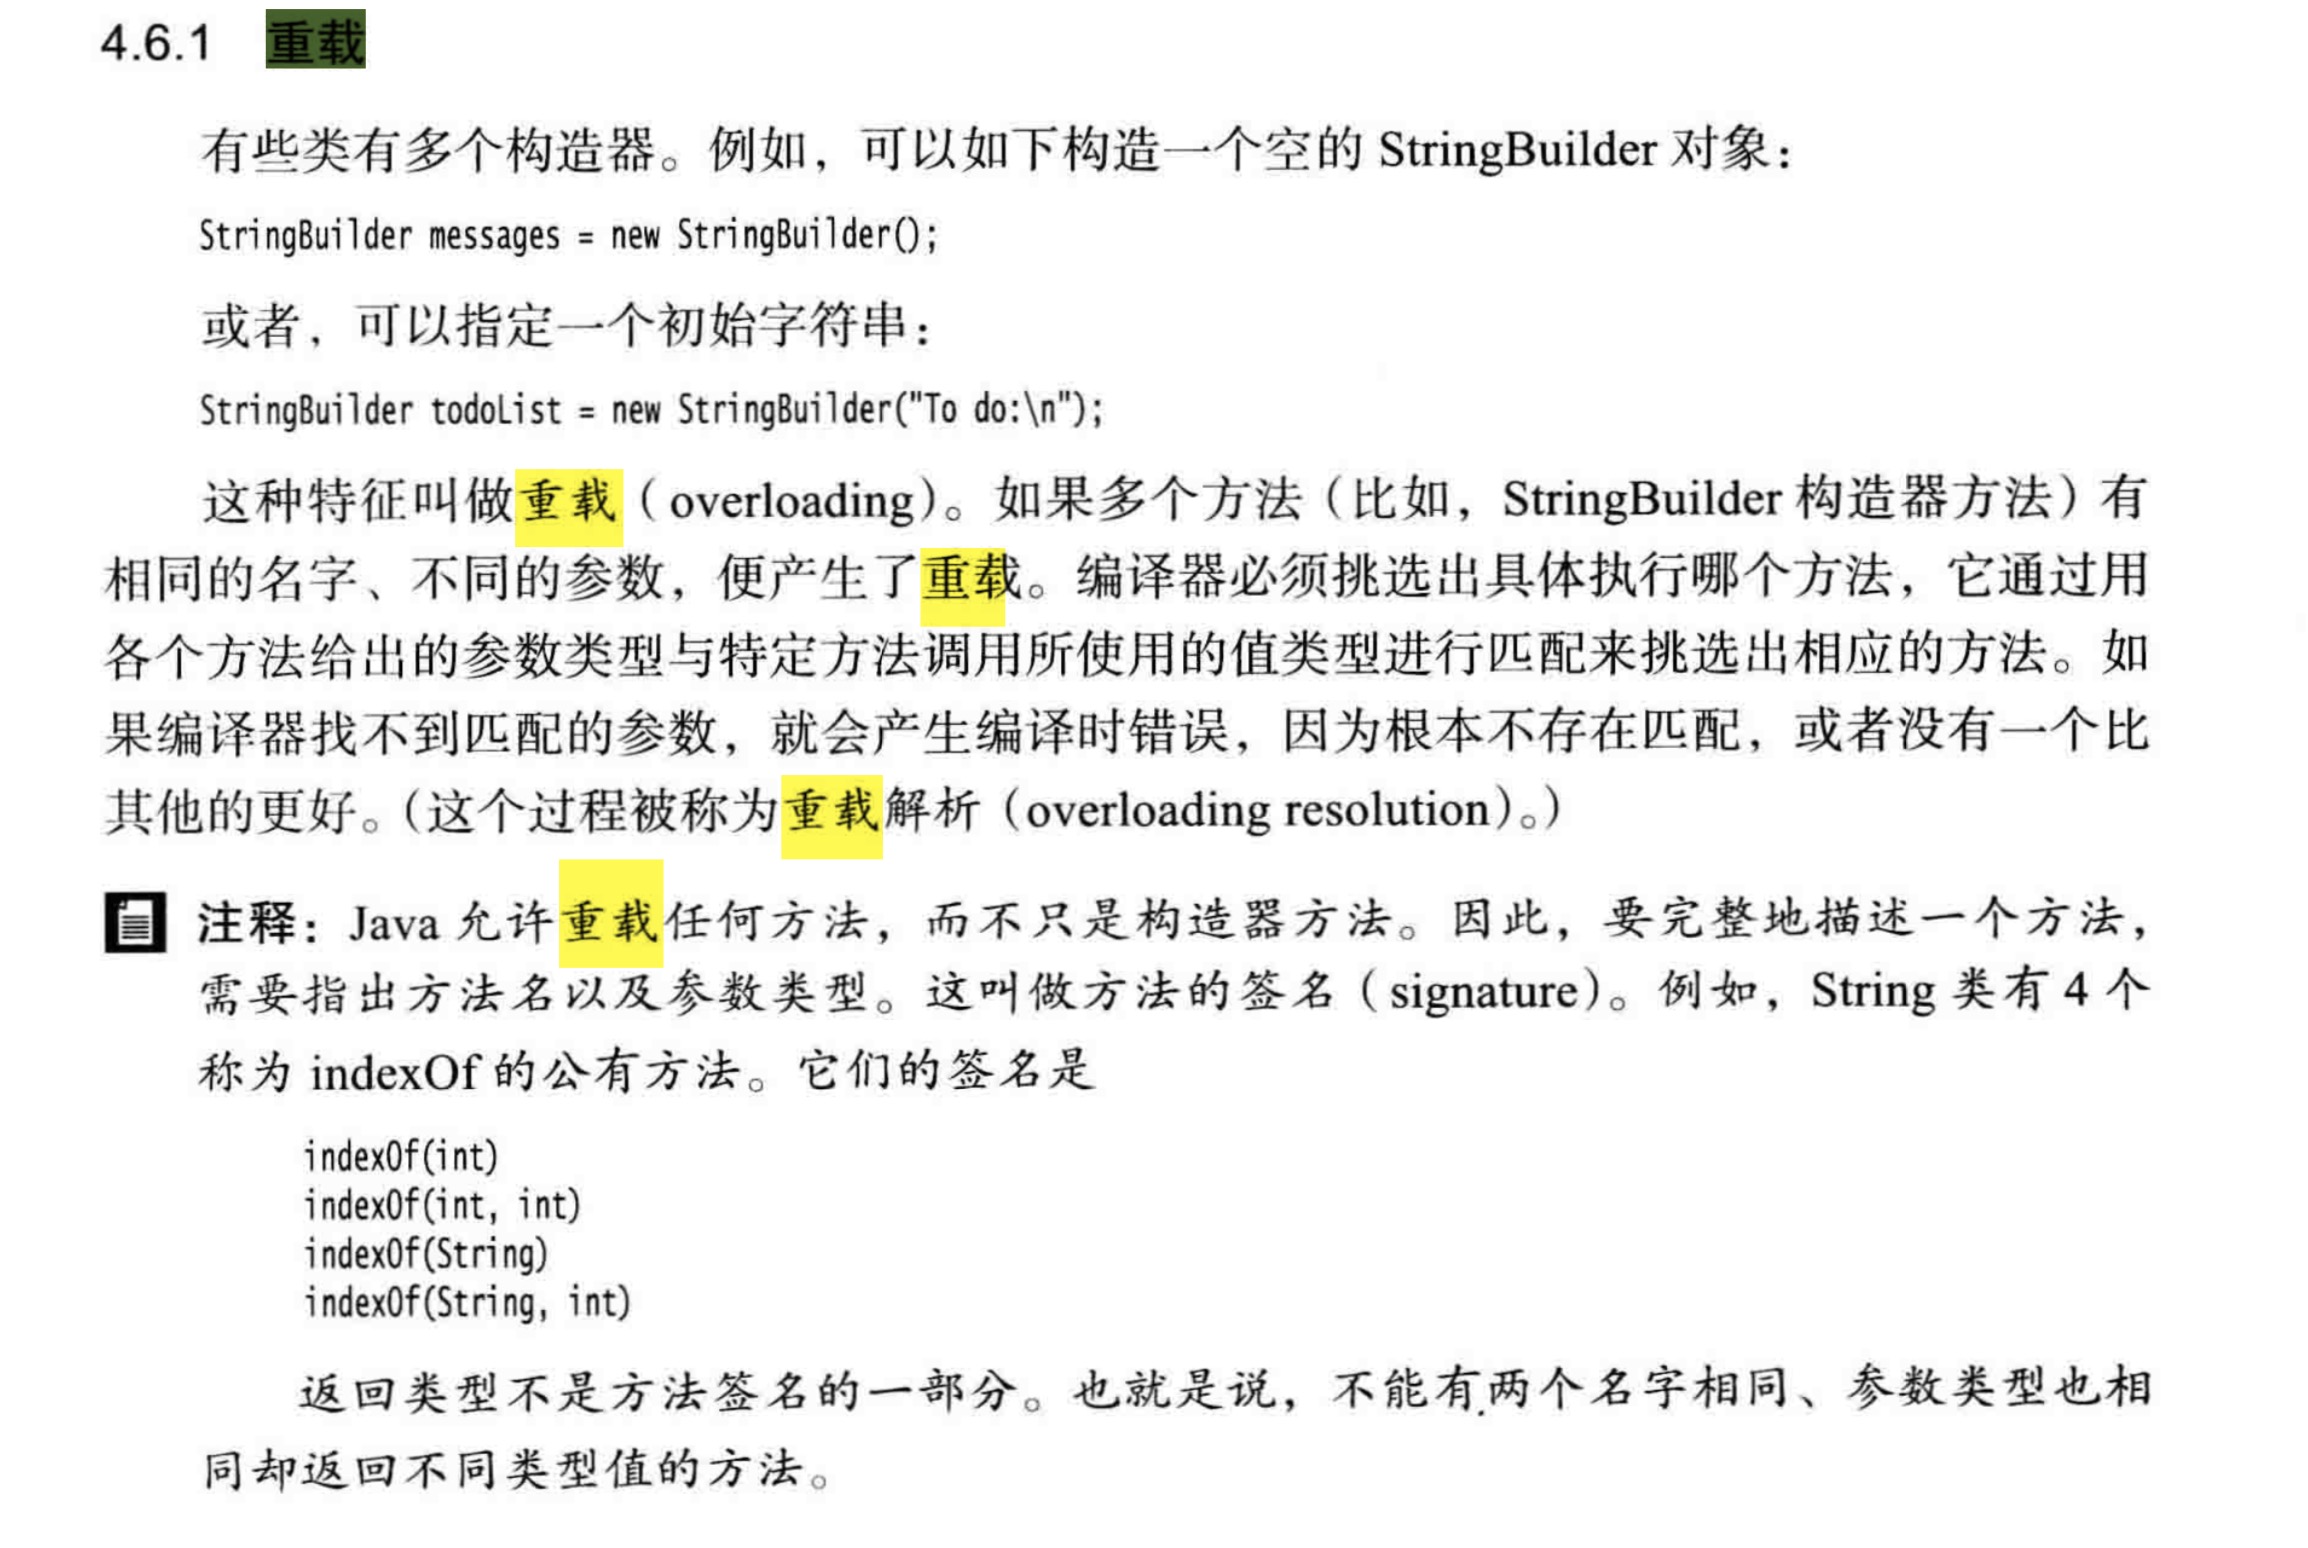 4.6.1 重载
有些类有多个构造器。例如，可以如下构造一个空的 StringBuilder 对象：
StringBuilder messages = new StringBuilder();
或者，可以指定一个初始字符串：
StringBuilder todoList = new StringBuilder("To do:\n");
这种特征叫做重载（overloading）。如果多个方法（比如，StringBuilder 构造器方法）有
相同的名字、不同的参数，便产生了重载。编译器必须挑选出具体执行哪个方法，它通过用
各个方法给出的参数类型与特定方法调用所使用的值类型进行匹配来挑选出相应的方法。如
果编译器找不到匹配的参数，就会产生编译时错误，因为根本不存在匹配，或者没有一个比
其他的更好。（这个过程被称为重载解析（overloading resolution）。）
注释：Java 允许重载任何方法，而不只是构造器方法。因此，要完整地描述一个方法，
需要指出方法名以及参数类型。这叫做方法的签名（signature）。例如，String 类有 4 个
称为 indexOf 的公有方法。它们的签名是
indexOf(int)
indexOf(int, int)
indexOf(String)
indexOf(String, int)
返回类型不是方法签名的一部分。也就是说，不能有两个名字相同、参数类型也相
同却返回不同类型值的方法。